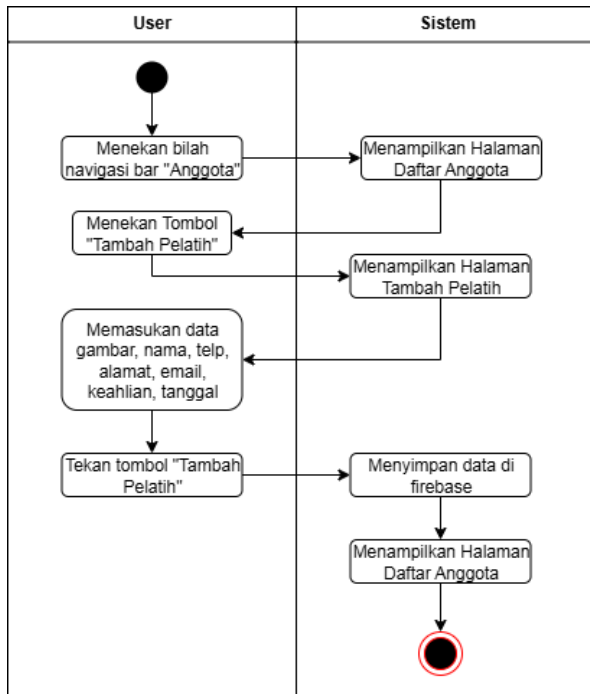 User
Sistem
Menekan bilah
navigasi bar "Anggota"
Menampilkan Halaman
Daftar Anggota
Menekan Tombol
"Tambah Pelatih"
Menampilkan Halaman
Tambah Pelatih
Memasukan data
gambar, nama, telp,
alamat, email,
keahlian, tanggal
Tekan tombol "Tambah
Pelatih"
Menyimpan data di
firebase
Menampilkan Halaman
Daftar Anggota